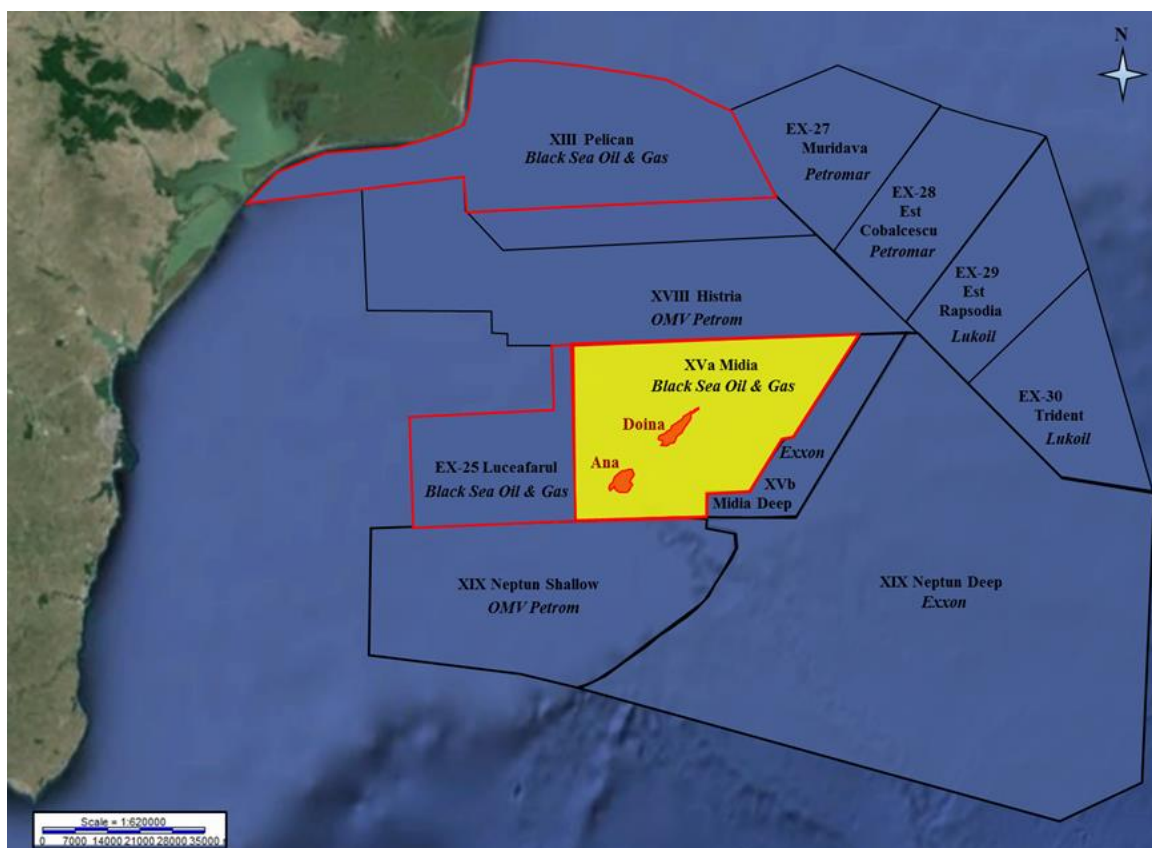 N
XIII Pelican
Black Sea Oil & Gas
EX-27
Muridava
Petromar
EX-28
Est
Cobalcescu
Petromar
EX-29
Est
Rapsodia
Lukoil
XVIII Histria
OMV Petrom
XVa Midia
Black Sea Oil & Gas
EX-30
Trident
Lukoil
Doina
Ana
Exxon
XVb
Midia Deep
EX-25 Luceafarul
Black Sea Oil & Gas
XIX Neptun Shallow
OMV Petrom
XIX Neptun Deep
Exxon
Scale = 1:620000
0 7000 14000 21000 28000 35000